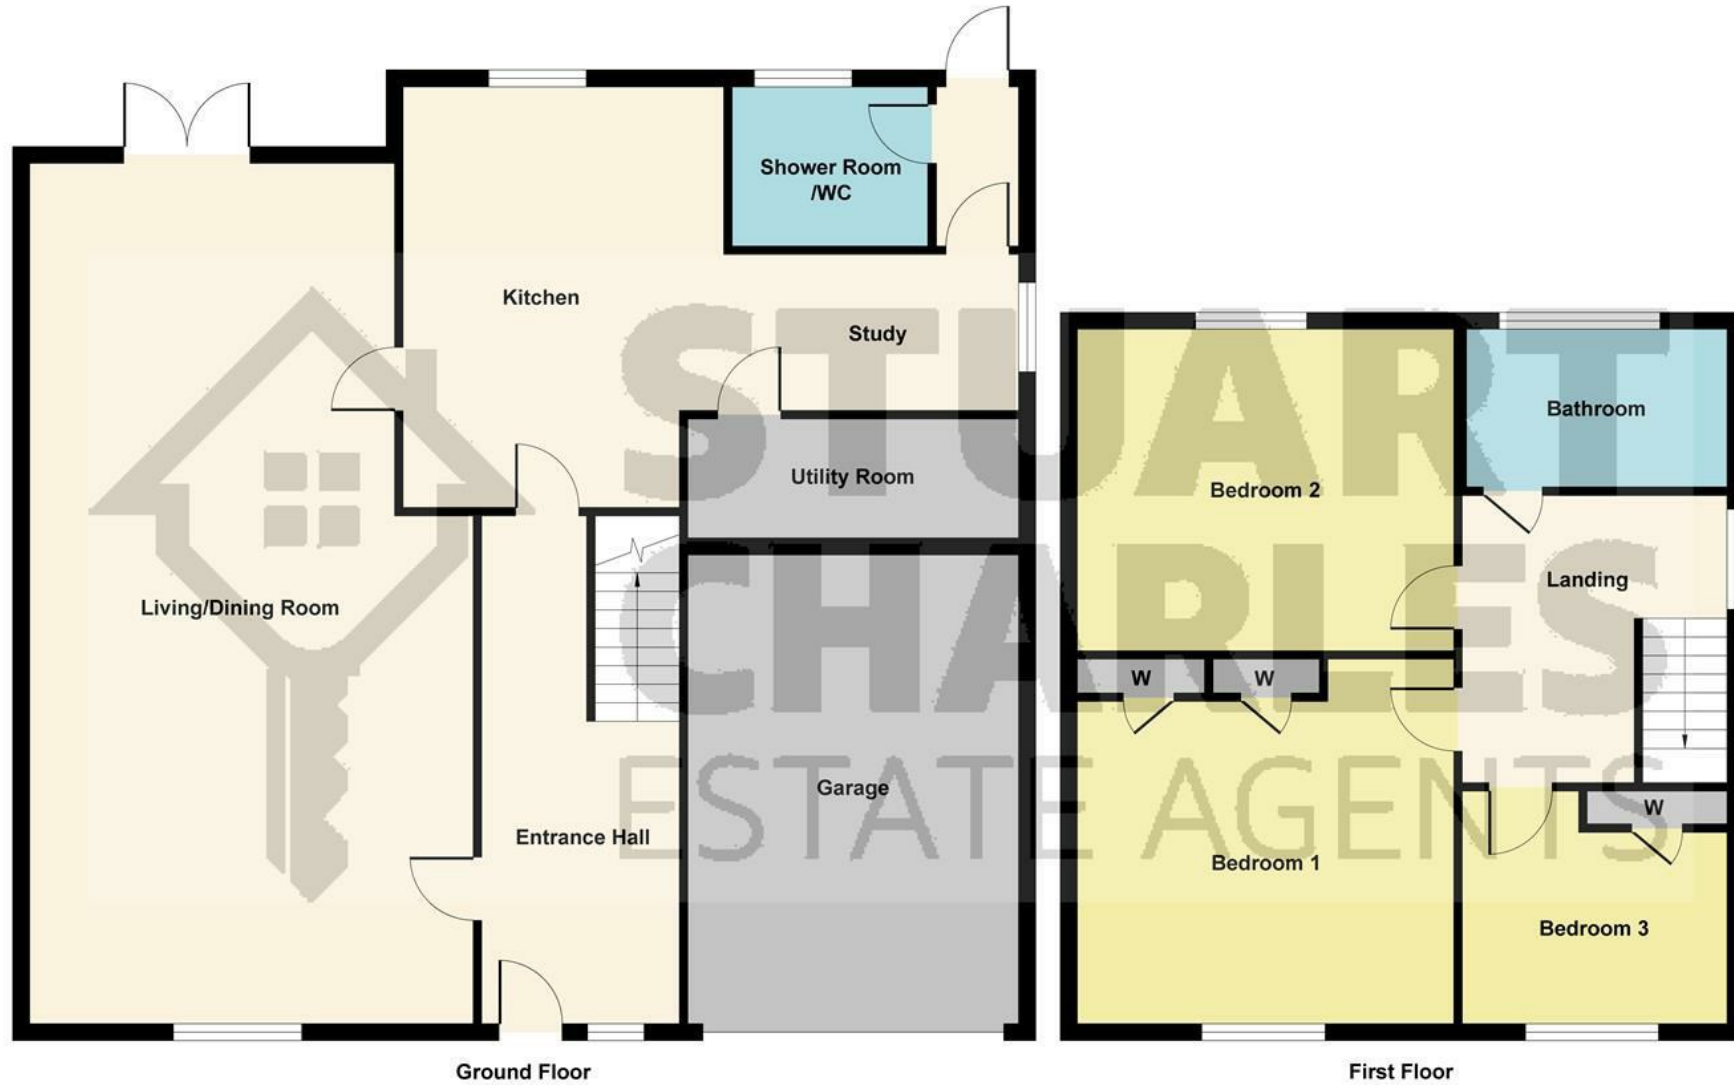 Shower Room
/WC
Kitchen
Study
Utility Room
Living/Dining Room
Garage
Entrance Hall
Ground Floor
Bathroom
Bedroom 2
Landing
W
W
W
Bedroom 1
Bedroom 3
First Floor
STUART
CHARLES
ESTATE AGENTS